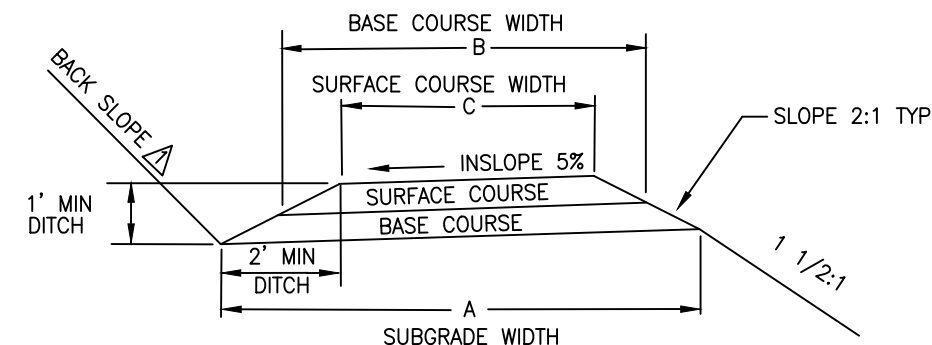 BASE COURSE WIDTH
B
SURFACE COURSE WIDTH
C
BACK SLOPE 1
SLOPE 2:1 TYP
INSLOPE 5%
SURFACE COURSE
BASE COURSE
1' MIN
DITCH
2' MIN
DITCH
1 1/2:1
A
SUBGRADE WIDTH